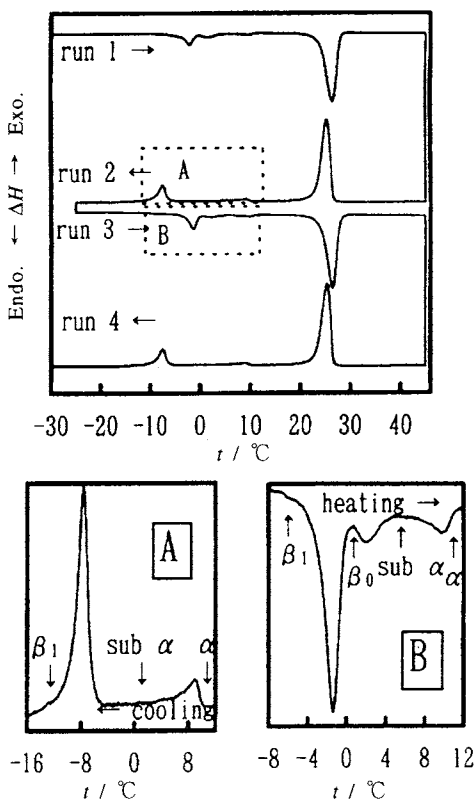 run 1 →
Endo. ← ΔH → Exo.
A
run 2 ←
run 3 →
B
run 4 ←
-30 -20 -10 0 10 20 30 40
t / ℃
A
β1 sub α α
← cooling
-16 -8 0 8
t / ℃
heating →
β1
β0 sub α α
B
-8 -4 0 4 8 12
t / ℃